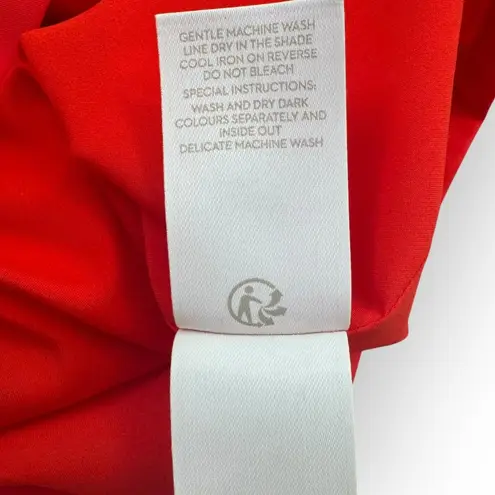 GENTLE MACHINE WASH
LINE DRY IN THE SHADE
COOL IRON ON REVERSE
DO NOT BLEACH
SPECIAL INSTRUCTIONS:
WASH AND DRY DARK
COLOURS SEPARATELY AND
INSIDE OUT
DELICATE MACHINE WASH